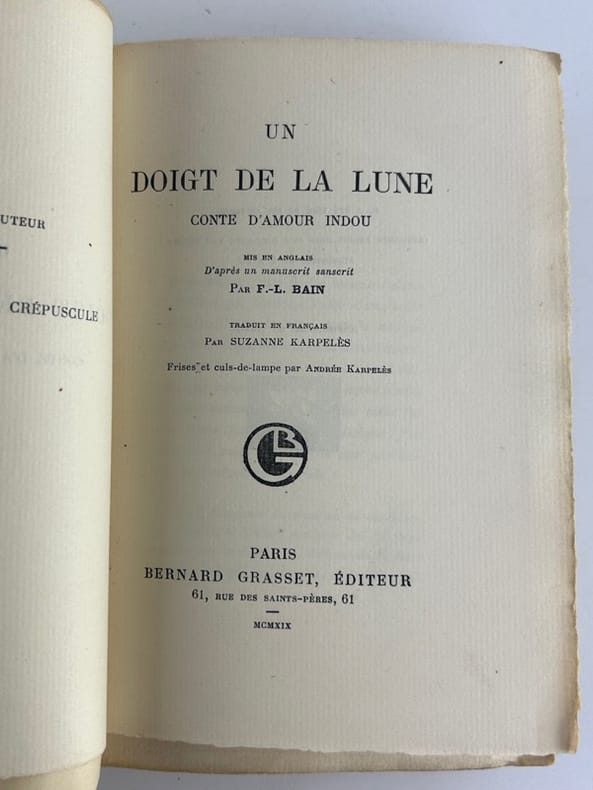 UTEUR
CRÉPUSCULE
UN
DOIGT DE LA LUNE
CONTE D'AMOUR INDOU
MIS EN ANGLAIS
D'après un manuscrit sanscrit
PAR F.-L. BAIN
TRADUIT EN FRANÇAIS
PAR SUZANNE KARPELÈS
Frises et culs-de-lampe par ANDRÉE KARPELÈS
BG
PARIS
BERNARD GRASSET, ÉDITEUR
61, RUE DES SAINTS-PÈRES, 61
MCMXIX